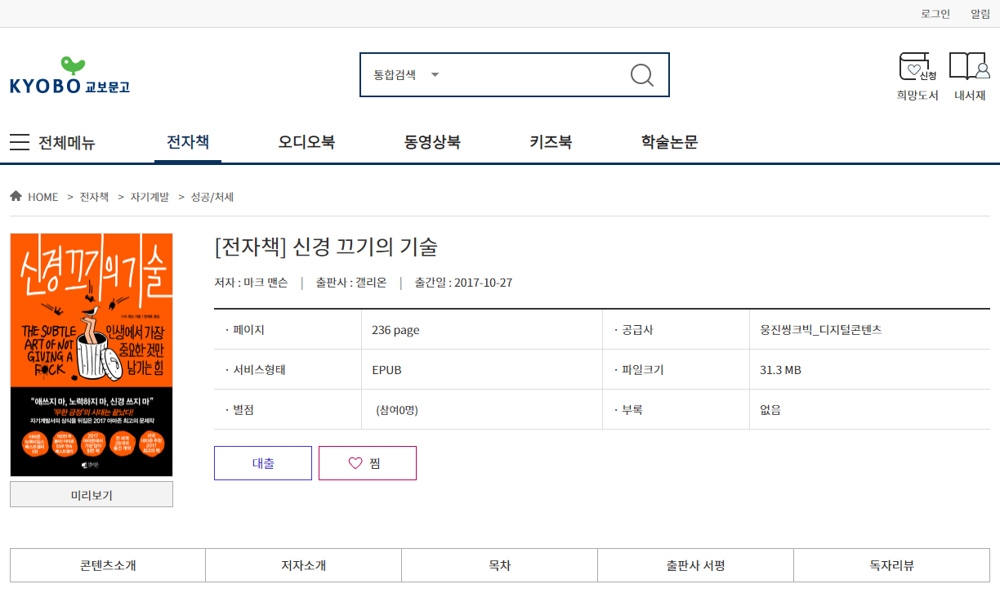 로그인 알림
KYOBO 교보문고
통합검색
신청
희망도서 내서재
전체메뉴 전자책 오디오북 동영상북 키즈북 학술논문
HOME > 전자책 > 자기계발 > 성공/처세
신경 끄기의 기술
THE SUBTLE
ART OF NOT
GIVING A
F*CK
인생에서 가장
중요한 것만
남기는 힘
"애쓰지 마, 노력하지 마, 신경 쓰지 마"
'무한 긍정'의 시대는 끝났다!
자기계발서의 상식을 뒤집은 2017 아마존 최고의 문제작
미리보기
[전자책] 신경 끄기의 기술
저자 : 마크 맨슨 | 출판사 : 갤리온 | 출간일 : 2017-10-27
· 페이지 236 page · 공급사 웅진씽크빅_디지털콘텐츠
· 서비스형태 EPUB · 파일크기 31.3 MB
· 별점 (참여0명) · 부록 없음
대출 찜
콘텐츠소개 저자소개 목차 출판사 서평 독자리뷰